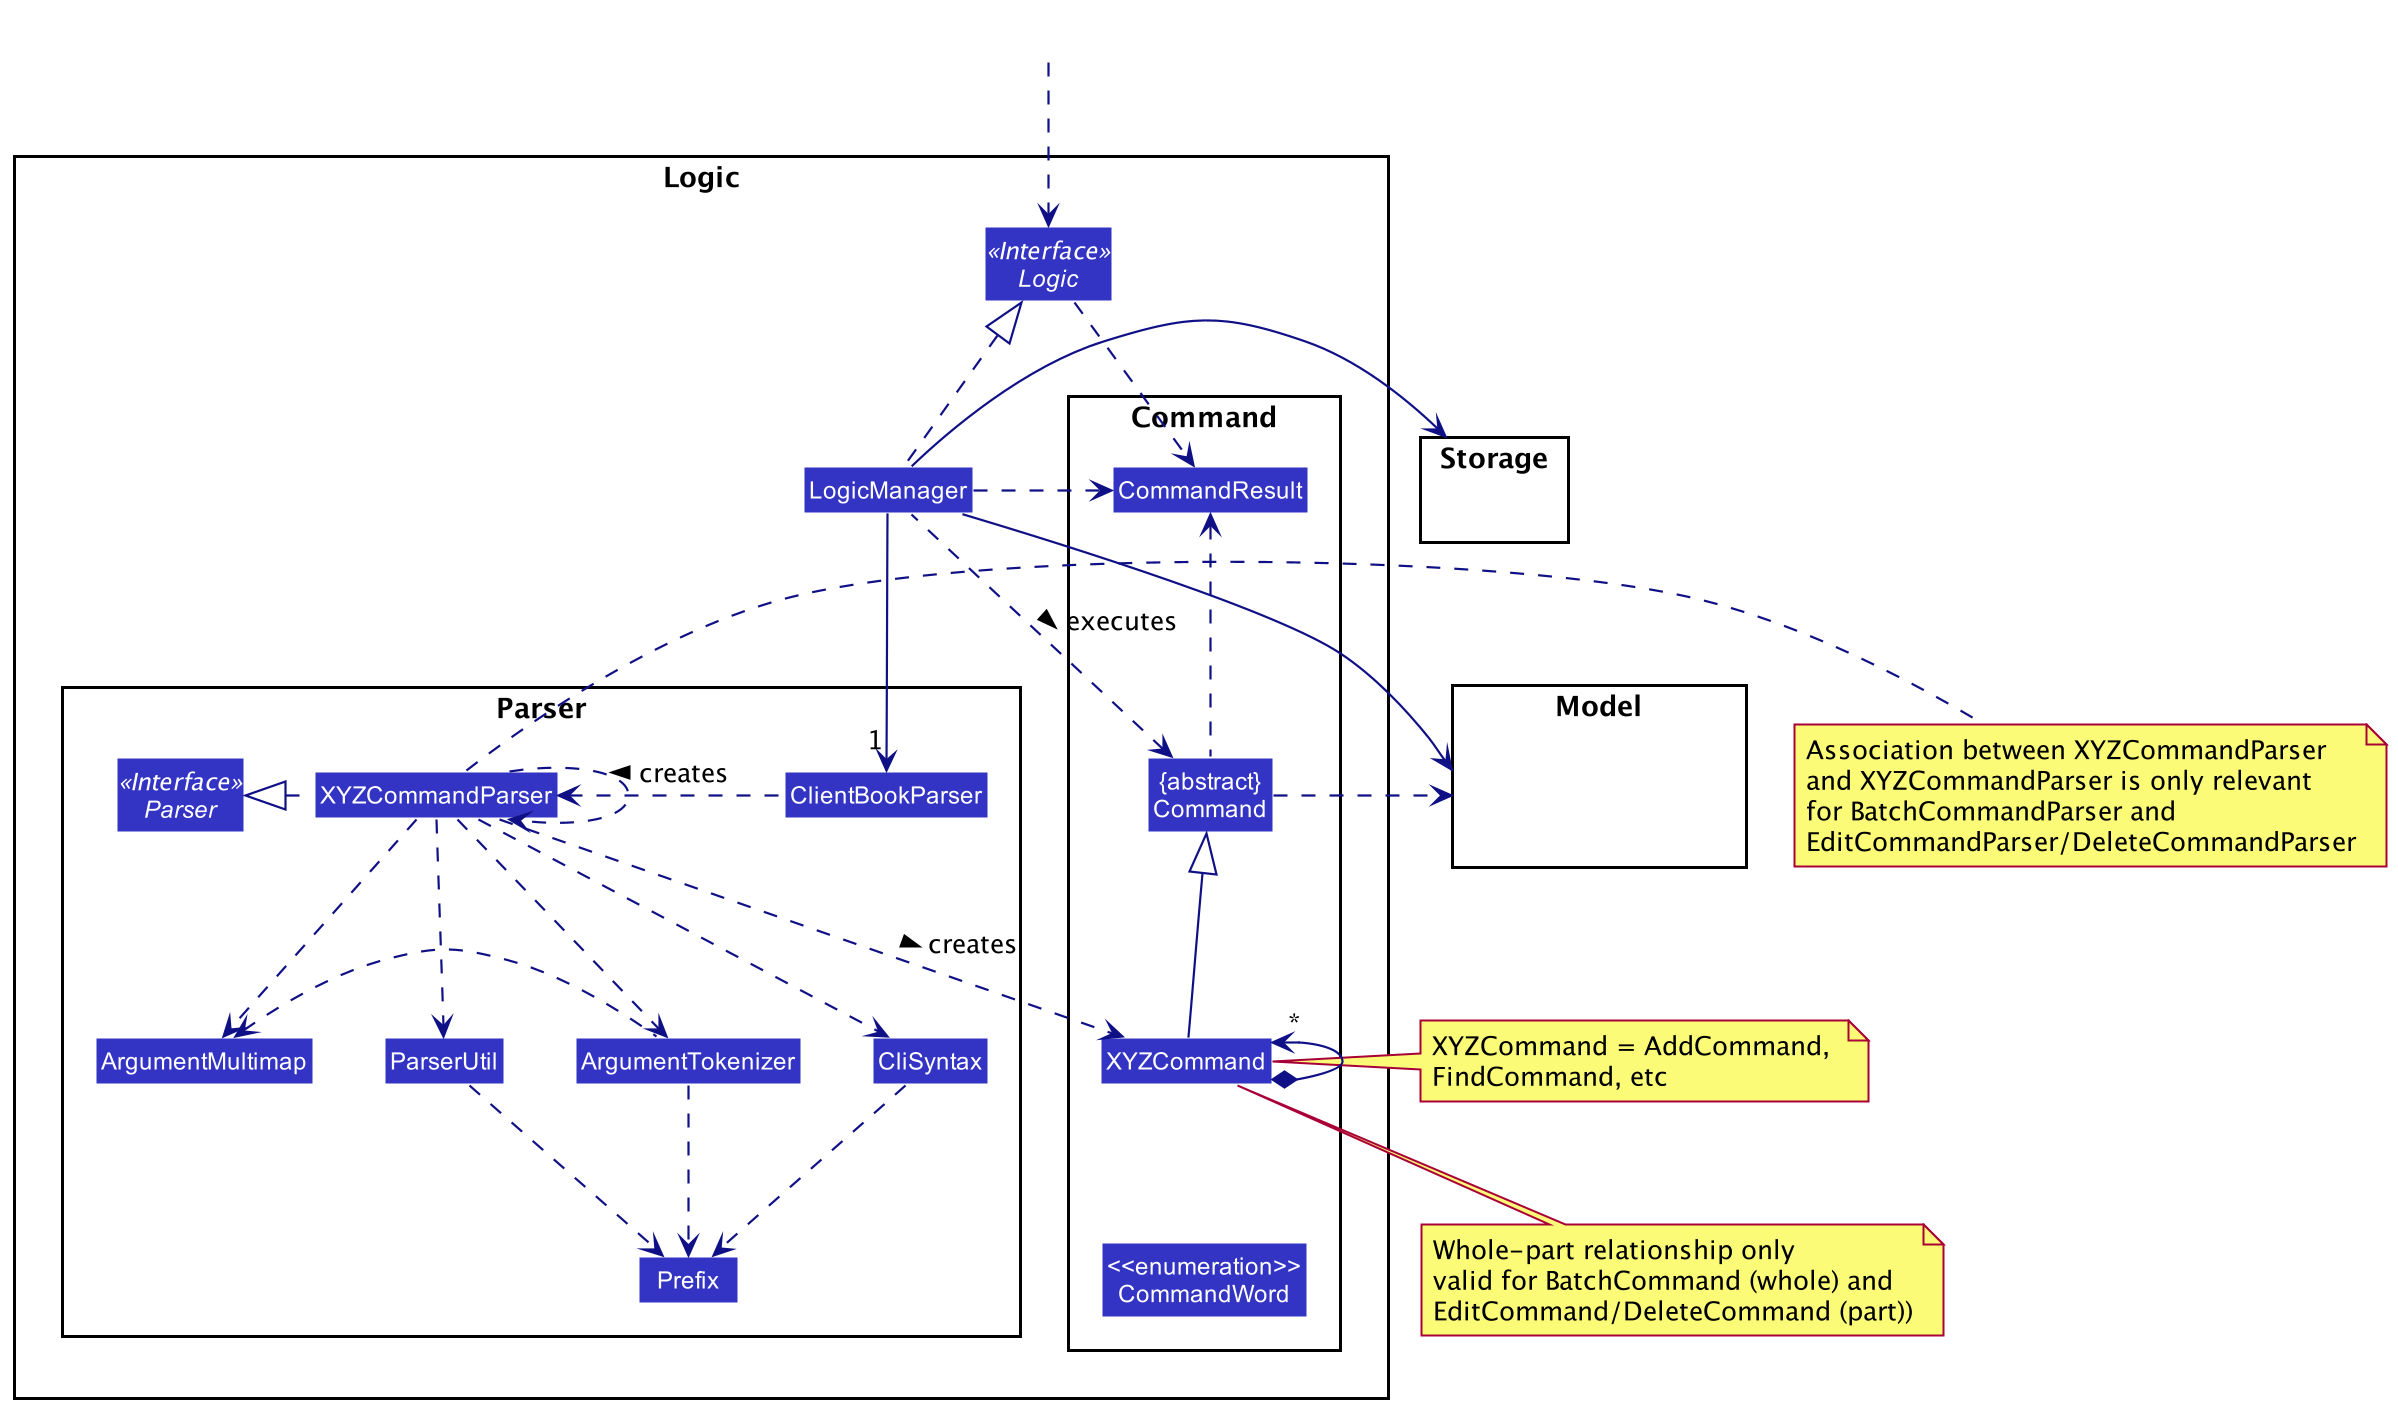 Logic
«Interface»
Logic
Command
Storage
LogicManager
CommandResult
executes
Parser
Model
1
«Interface»
Parser
XYZCommandParser
creates
ClientBookParser
{abstract}
Command
Association between XYZCommandParser
and XYZCommandParser is only relevant
for BatchCommandParser and
EditCommandParser/DeleteCommandParser
creates
*
ArgumentMultimap
ParserUtil
ArgumentTokenizer
CliSyntax
XYZCommand
XYZCommand = AddCommand,
FindCommand, etc
Prefix
<<enumeration>>
CommandWord
Whole-part relationship only
valid for BatchCommand (whole) and
EditCommand/DeleteCommand (part))